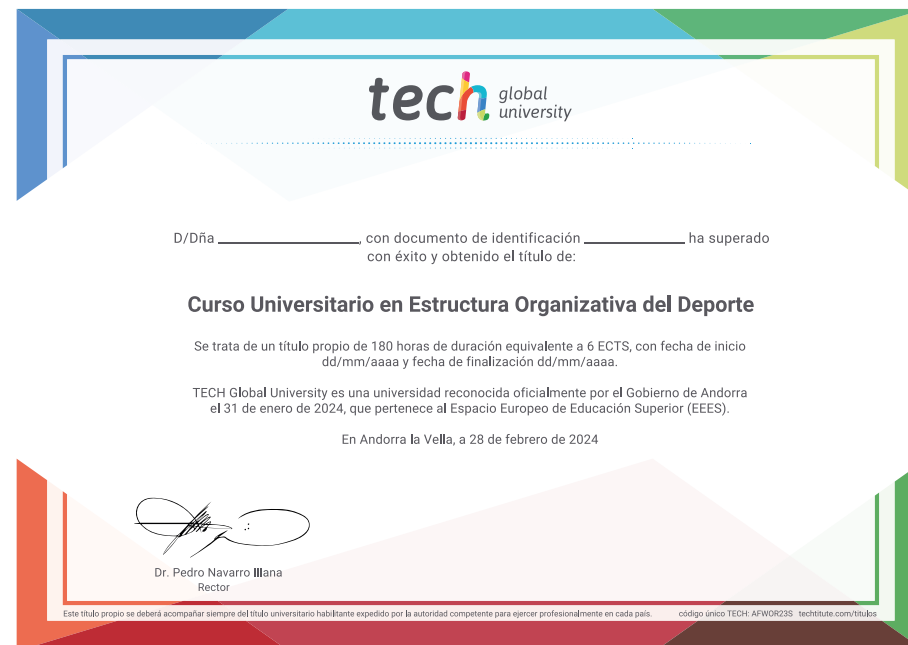 tech global
university
D/Dña ____________________, con documento de identificación ______________ ha superado
con éxito y obtenido el título de:
Curso Universitario en Estructura Organizativa del Deporte
Se trata de un título propio de 180 horas de duración equivalente a 6 ECTS, con fecha de inicio
dd/mm/aaaa y fecha de finalización dd/mm/aaaa.
TECH Global University es una universidad reconocida oficialmente por el Gobierno de Andorra
el 31 de enero de 2024, que pertenece al Espacio Europeo de Educación Superior (EEES).
En Andorra la Vella, a 28 de febrero de 2024
Dr. Pedro Navarro Illana
Rector
Este título propio se deberá acompañar siempre del título universitario habilitante expedido por la autoridad competente para ejercer profesionalmente en cada país. código único TECH: AFWOR23S techtitute.com/titulos